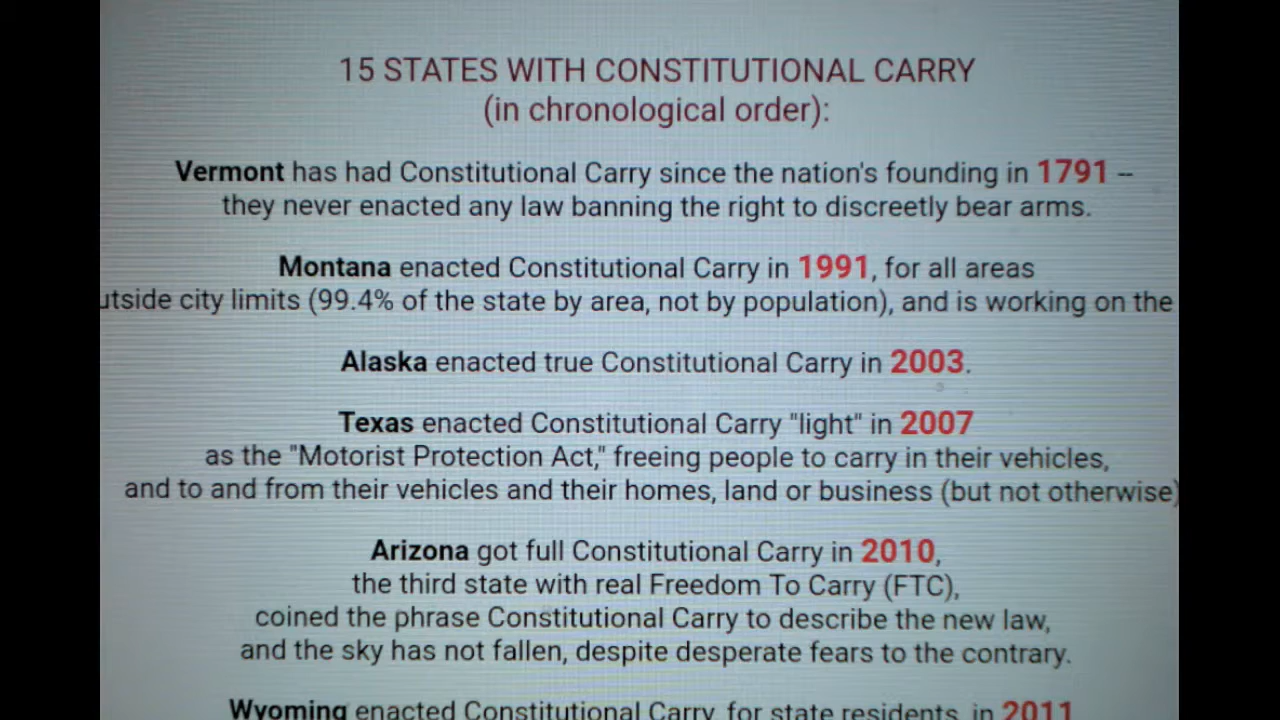 15 STATES WITH CONSTITUTIONAL CARRY
(in chronological order):
Vermont has had Constitutional Carry since the nation's founding in 1791 --
they never enacted any law banning the right to discreetly bear arms.
Montana enacted Constitutional Carry in 1991, for all areas
utside city limits (99.4% of the state by area, not by population), and is working on the
Alaska enacted true Constitutional Carry in 2003.
Texas enacted Constitutional Carry "light" in 2007
as the "Motorist Protection Act," freeing people to carry in their vehicles,
and to and from their vehicles and their homes, land or business (but not otherwise)
Arizona got full Constitutional Carry in 2010,
the third state with real Freedom To Carry (FTC),
coined the phrase Constitutional Carry to describe the new law,
and the sky has not fallen, despite desperate fears to the contrary.
Wyoming enacted Constitutional Carry, for state residents, in 2011